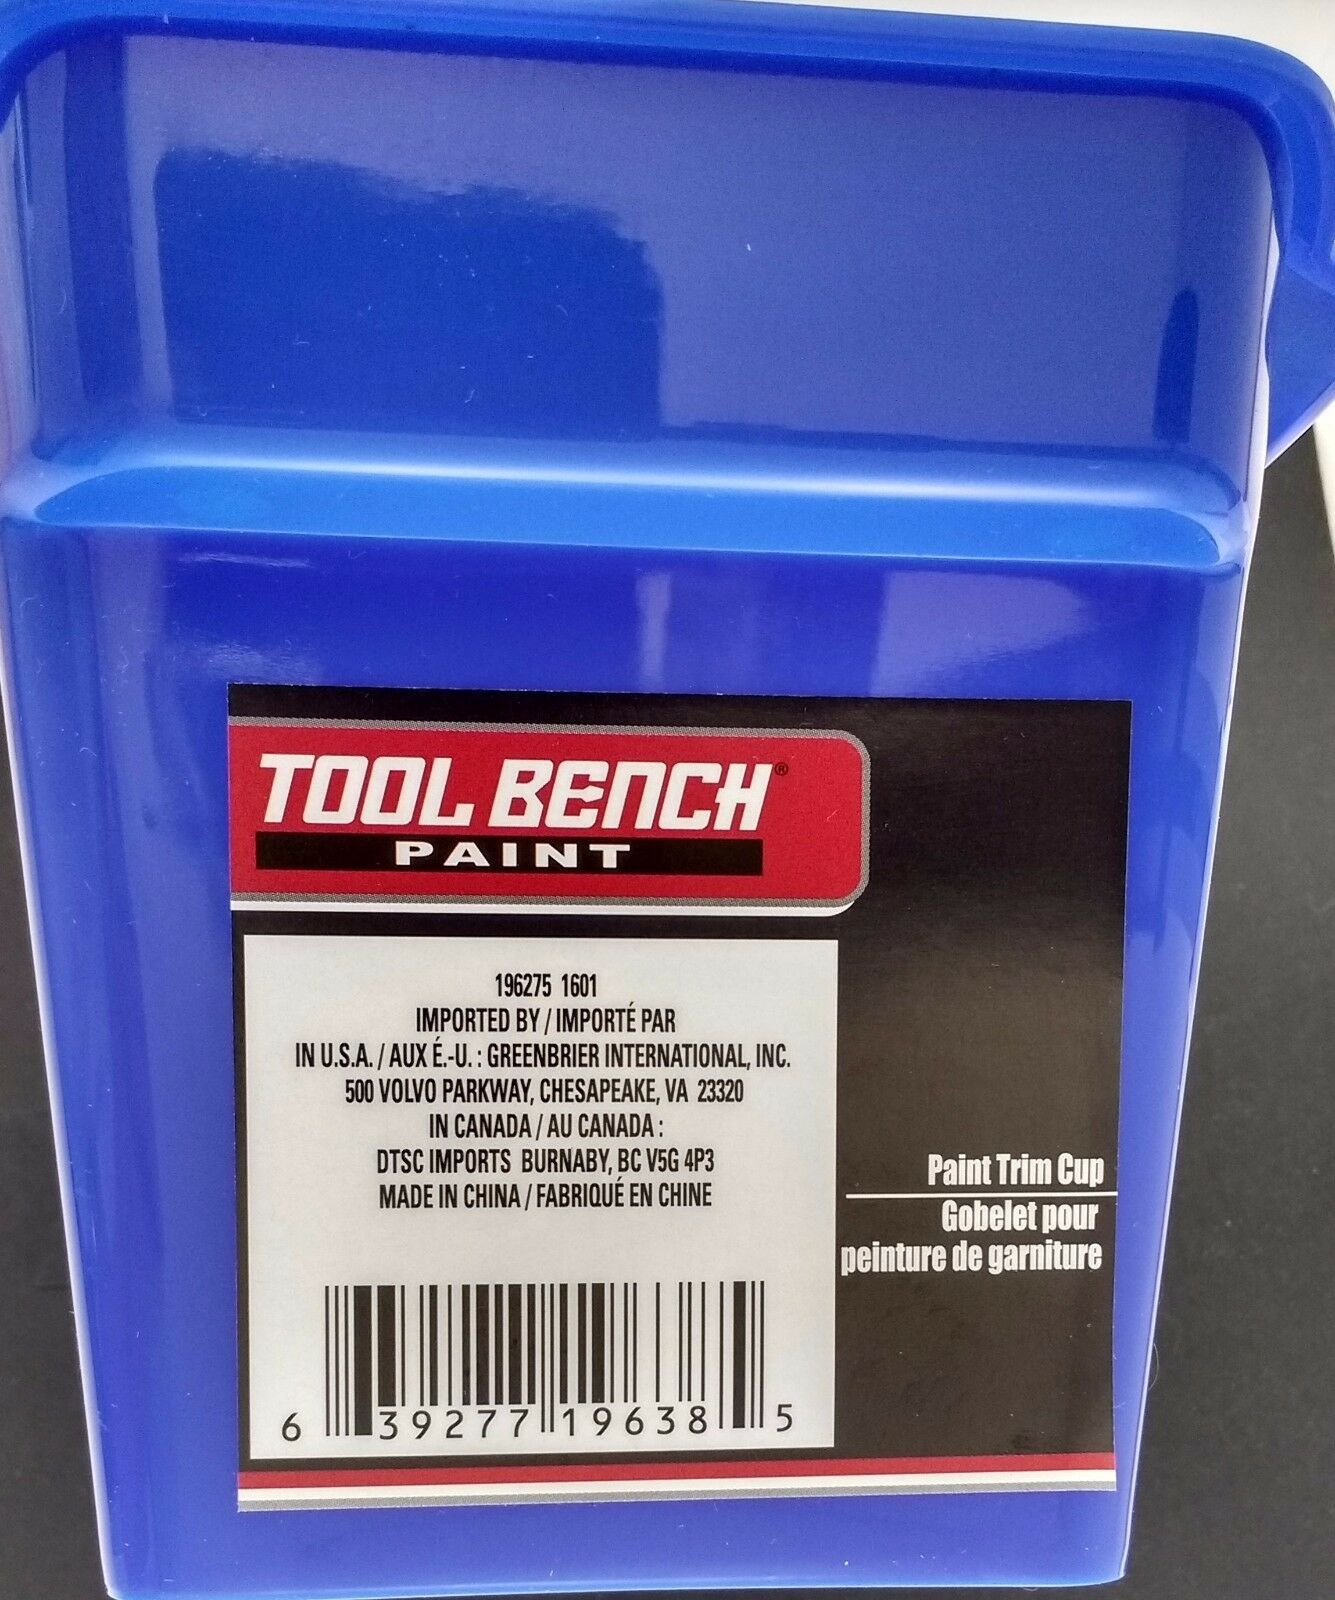 TOOL BENCH®
PAINT
196275 1601
IMPORTED BY / IMPORTÉ PAR
IN U.S.A. / AUX É.-U. : GREENBRIER INTERNATIONAL, INC.
500 VOLVO PARKWAY, CHESAPEAKE, VA 23320
IN CANADA / AU CANADA :
DTSC IMPORTS BURNABY, BC V5G 4P3
MADE IN CHINA / FABRIQUÉ EN CHINE
Paint Trim Cup
Gobelet pour
peinture de garniture
6 39277 19638 5